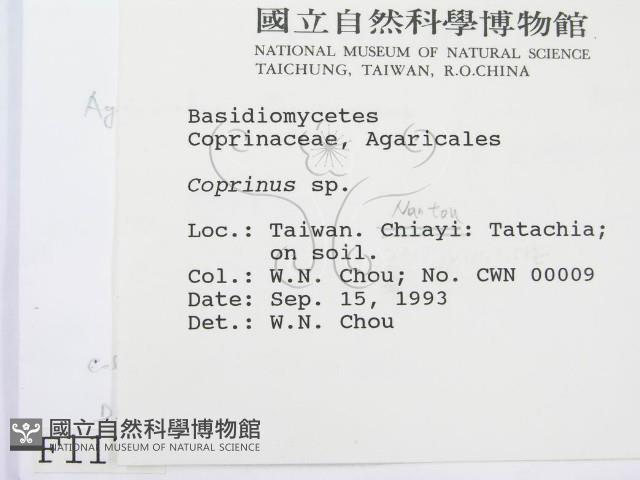 國立自然科學博物館
NATIONAL MUSEUM OF NATURAL SCIENCE
TAICHUNG, TAIWAN, R.O.CHINA
Ag
Basidiomycetes
Coprinaceae, Agaricales
Coprinus sp.
Nantou
Loc.: Taiwan. Chiayi: Tatachia;
on soil.
Col.: W.N. Chou; No. CWN 00009
Date: Sep. 15, 1993
Det.: W.N. Chou
D.
國立自然科學博物館
NATIONAL MUSEUM OF NATURAL SCIENCE